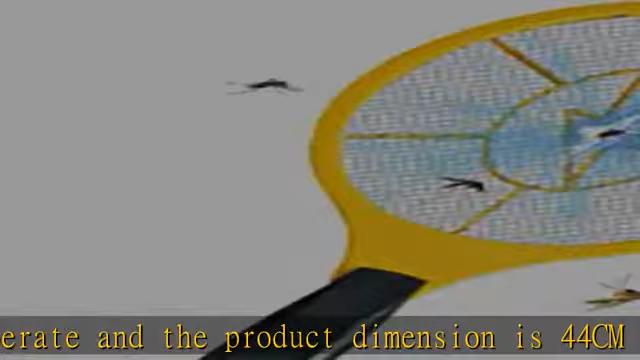 erate and the product dimension is 44CM